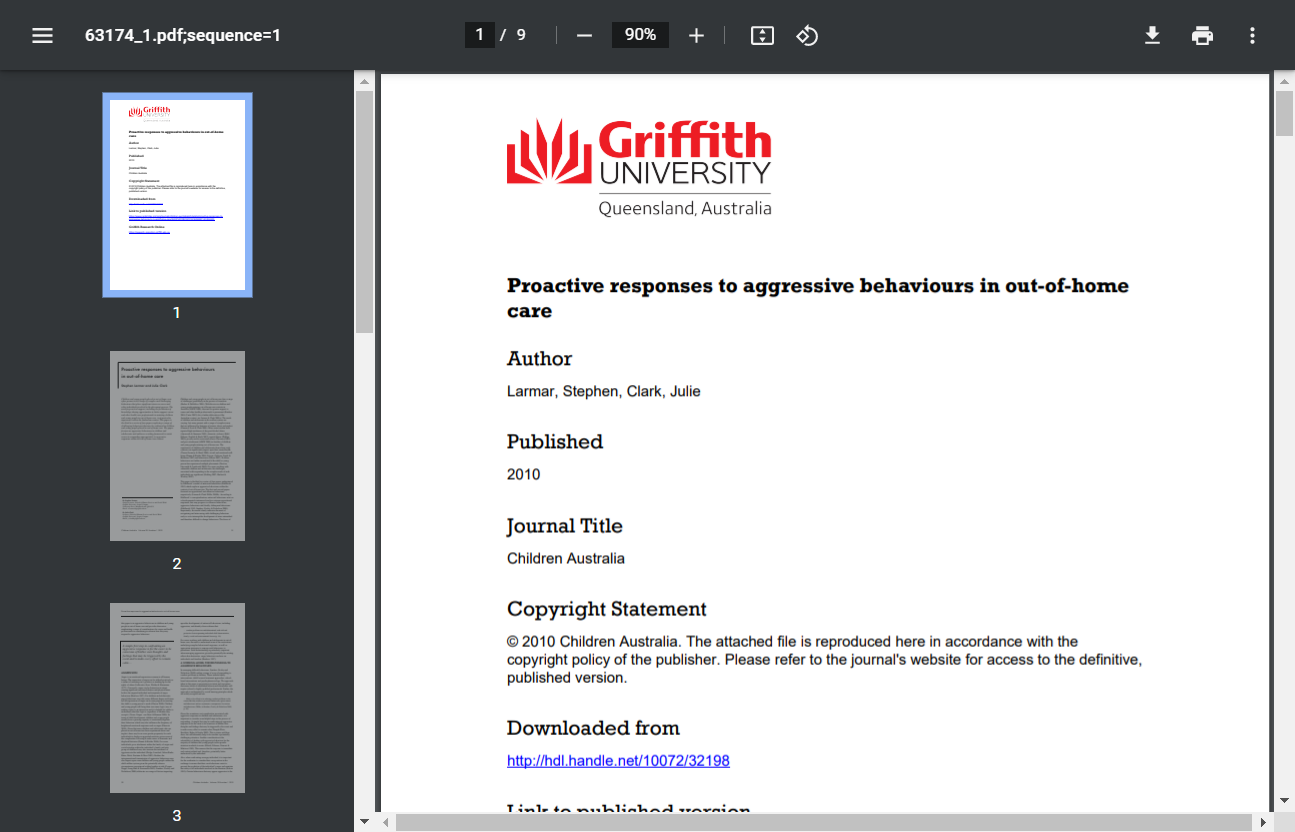 63174_1.pdf;sequence=1
1 / 9
90%
1
2
3
Griffith
UNIVERSITY
Queensland, Australia
Proactive responses to aggressive behaviours in out-of-home
care
Author
Larmar, Stephen, Clark, Julie
Published
2010
Journal Title
Children Australia
Copyright Statement
© 2010 Children Australia. The attached file is reproduced here in accordance with the
copyright policy of the publisher. Please refer to the journal's website for access to the definitive,
published version.
Downloaded from
http://hdl.handle.net/10072/32198
Link to published version